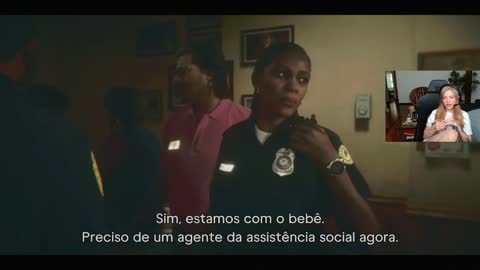 Sim, estamos com o bebê.
Preciso de um agente da assistência social agora.